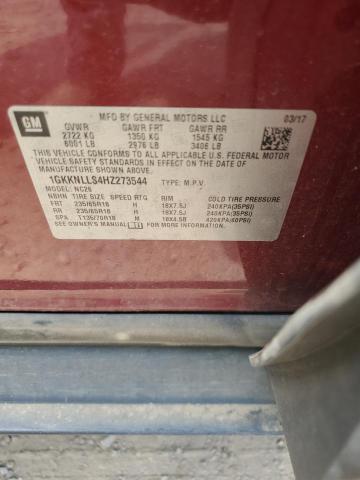 GM
MFD BY GENERAL MOTORS LLC 03/17
GVWR GAWR FRT GAWR RR
2722 KG 1350 KG 1545 KG
6001 LB 2976 LB 3406 LB
THIS VEHICLE CONFORMS TO ALL APPLICABLE U.S. FEDERAL MOTOR
VEHICLE SAFETY STANDARDS IN EFFECT ON THE DATE OF
MANUFACTURE SHOWN ABOVE.
1GKKNLLS4HZ273544 TYPE: M.P.V.
MODEL: NC26
TIRE SIZE SPEED RTG RIM COLD TIRE PRESSURE
FRT 235/65R18 H 18X7.5J 240KPA(35PSI)
RR 235/65R18 H 18X7.5J 240KPA(35PSI)
SPA T135/70R18 M 18X4.5B 420KPA(60PSI)
SEE OWNER'S MANUAL FOR MORE INFORMATION.